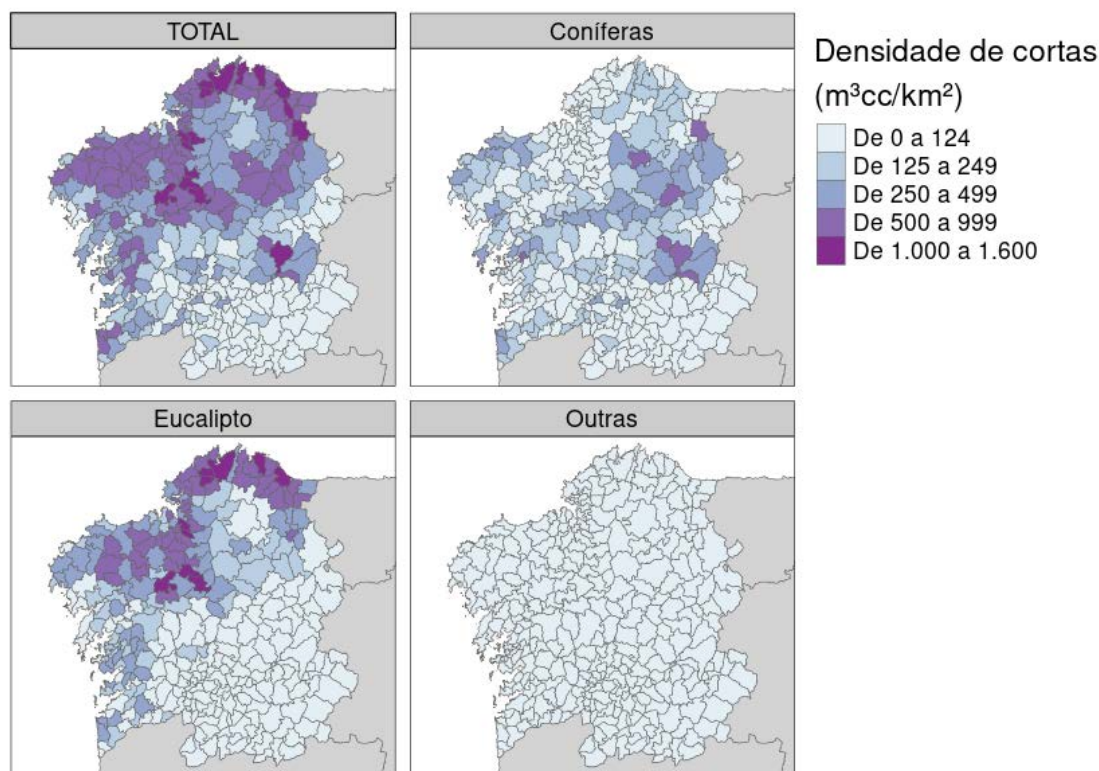 TOTAL
Coníferas
Densidade de cortas
(m³cc/km²)
De 0 a 124
De 125 a 249
De 250 a 499
De 500 a 999
De 1.000 a 1.600
Eucalipto
Outras